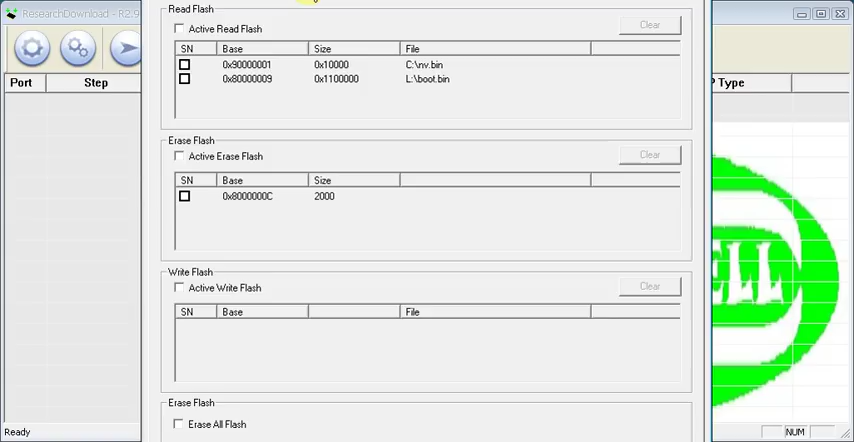 ResearchDownload - R2.9
Port Step
P Type
Read Flash
Clear
Active Read Flash
SN Base Size File
0x90000001 0x10000 C:\nv.bin
0x80000009 0x1100000 L:\boot.bin
Erase Flash
Clear
Active Erase Flash
SN Base Size
0x8000000C 2000
Write Flash
Clear
Active Write Flash
SN Base File
Erase Flash
Erase All Flash
ELL
Ready NUM